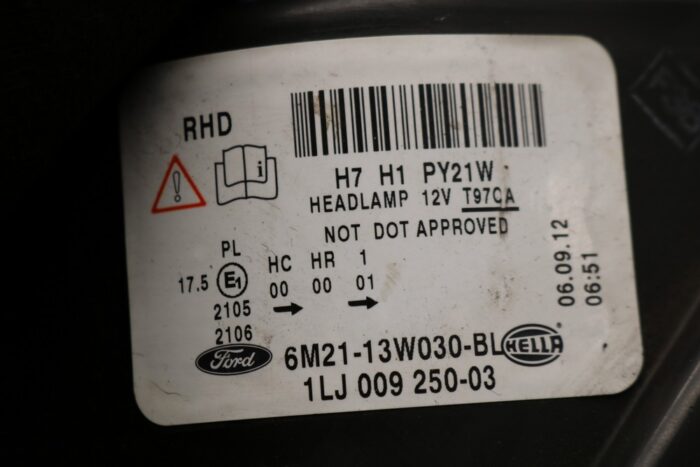 RHD
i
H7 H1 PY21W
HEADLAMP 12V T97CA
NOT DOT APPROVED
PL
HC HR 1
17.5 E1
00 00 01
2105
2106
06.09.12
06:51
Ford
6M21-13W030-BL
HELLA
1LJ 009 250-03